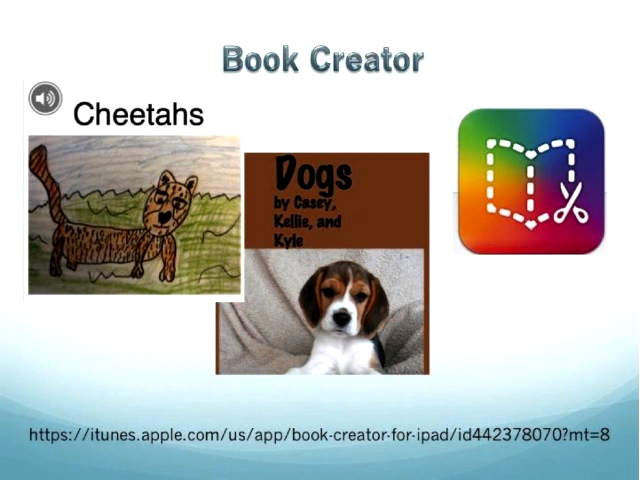 Book Creator
Cheetahs
Dogs
by Casey,
Kellie, and
Kyle
https://itunes.apple.com/us/app/book-creator-for-ipad/id442378070?mt=8